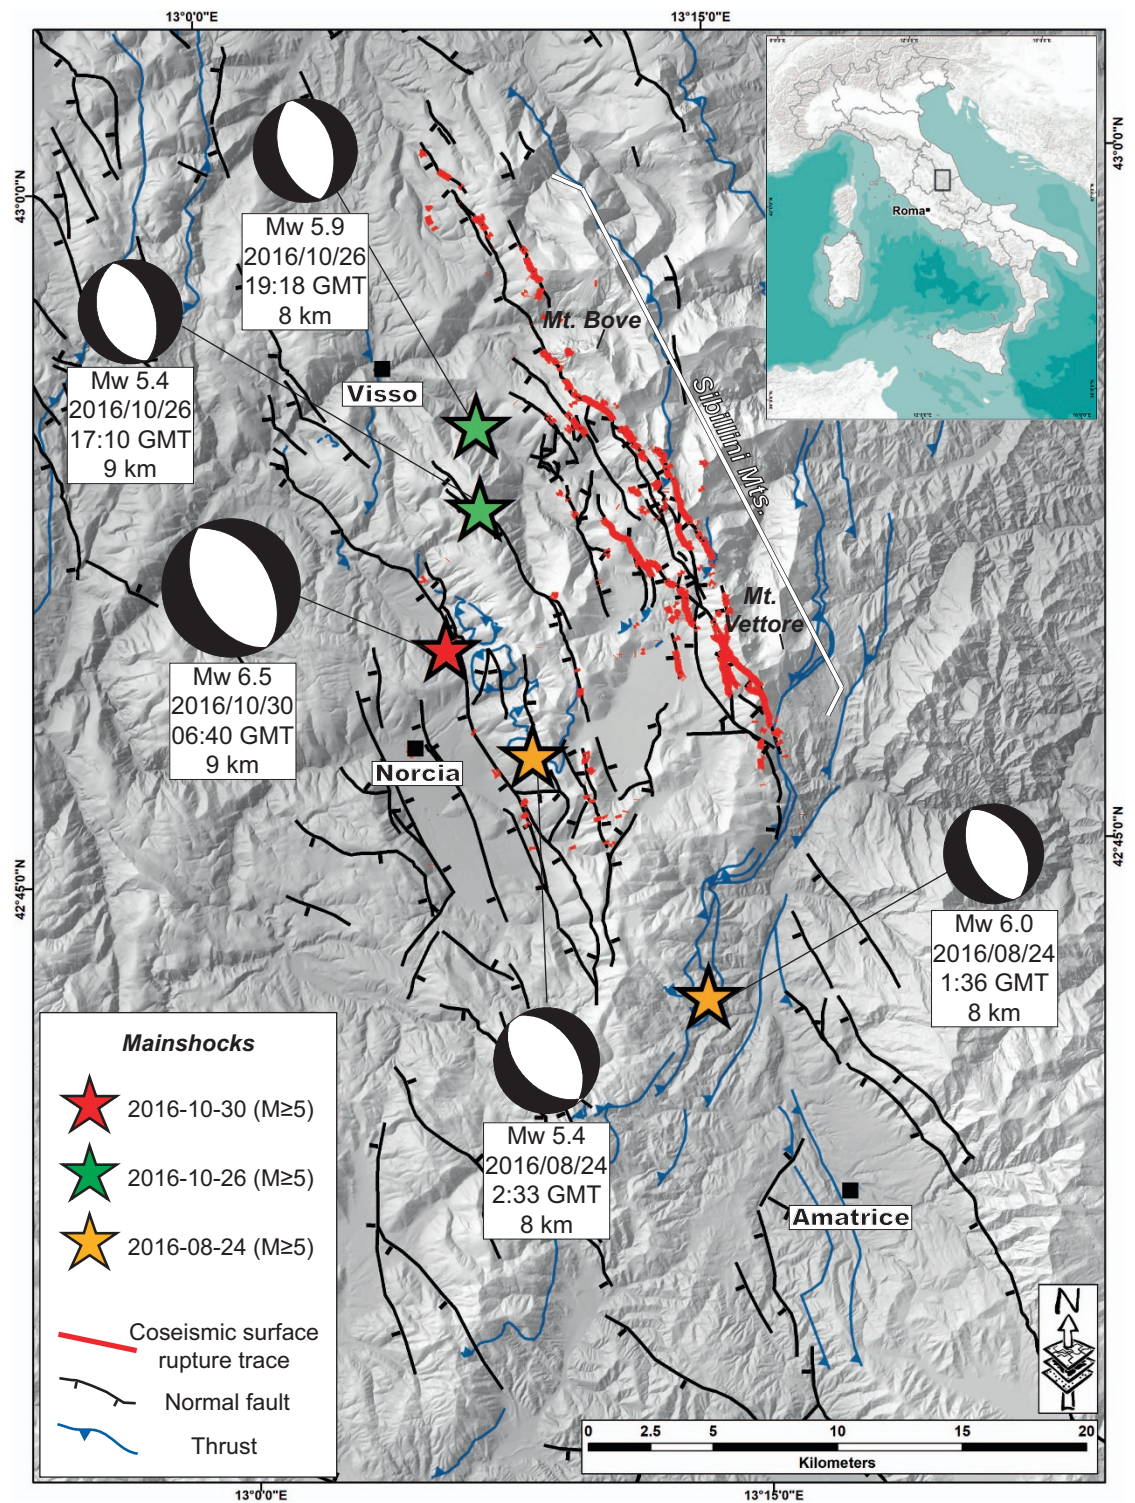 13°0'0"E
13°15'0"E
43°0'0"N
43°0'0"N
Roma
Mw 5.9
2016/10/26
19:18 GMT
8 km
Mw 5.4
2016/10/26
17:10 GMT
9 km
Mt. Bove
Visso
Sibillini Mts.
Mt.
Vettore
Mw 6.5
2016/10/30
06:40 GMT
9 km
Norcia
42°45'0"N
42°45'0"N
Mw 6.0
2016/08/24
1:36 GMT
8 km
Mw 5.4
2016/08/24
2:33 GMT
8 km
Amatrice
Mainshocks
2016-10-30 (M≥5)
2016-10-26 (M≥5)
2016-08-24 (M≥5)
Coseismic surface
rupture trace
Normal fault
Thrust
N
0 2.5 5 10 15 20
Kilometers
13°0'0"E
13°15'0"E